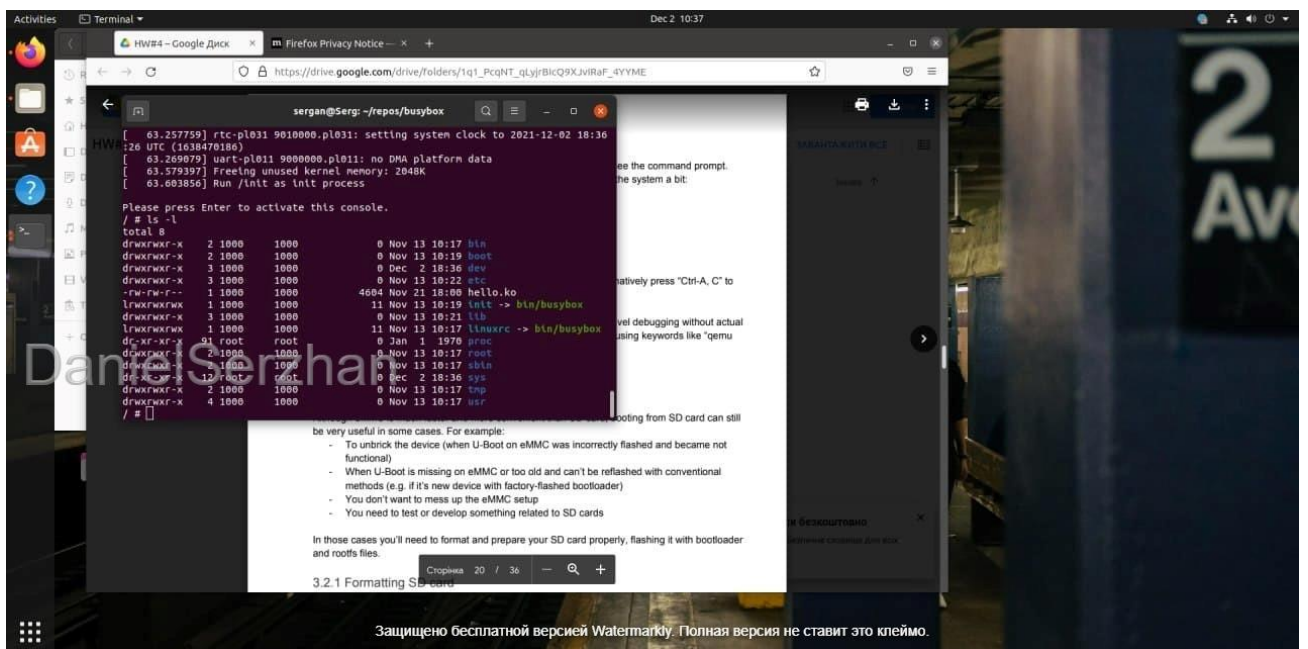 Activities
Terminal
Dec 2 10:37
HW#4 – Google Диск
Firefox Privacy Notice —
https://drive.google.com/drive/folders/1q1_PcqNT_qLyjrBicQ9XJvIRaF_4YYME
sergan@Serg: ~/repos/busybox
[   63.257759] rtc-pl031 9010000.pl031: setting system clock to 2021-12-02 18:36
:26 UTC (1638470186)
[   63.269079] uart-pl011 9000000.pl011: no DMA platform data
[   63.579397] Freeing unused kernel memory: 2048K
[   63.603856] Run /init as init process
Please press Enter to activate this console.
/ # ls -l
total 8
drwxrwxr-x    2 1000     1000             0 Nov 13 10:17 bin
drwxrwxr-x    2 1000     1000             0 Nov 13 10:19 boot
drwxrwxr-x    3 1000     1000             0 Dec  2 18:36 dev
drwxrwxr-x    3 1000     1000             0 Nov 13 10:22 etc
-rw-rw-r--    1 1000     1000          4604 Nov 21 18:00 hello.ko
lrwxrwxrwx    1 1000     1000            11 Nov 13 10:19 init -> bin/busybox
drwxrwxr-x    3 1000     1000             0 Nov 13 10:21 lib
lrwxrwxrwx    1 1000     1000            11 Nov 13 10:17 linuxrc -> bin/busybox
dr-xr-xr-x   91 root     root             0 Jan  1  1970 proc
drwxrwxr-x    2 1000     1000             0 Nov 13 10:17 root
drwxrwxr-x    2 1000     1000             0 Nov 13 10:17 sbin
dr-xr-xr-x   12 root     root             0 Dec  2 18:36 sys
drwxrwxr-x    2 1000     1000             0 Nov 13 10:17 tmp
drwxrwxr-x    4 1000     1000             0 Nov 13 10:17 usr
/ #
see the command prompt.
the system a bit:
natively press "Ctrl-A, C" to
vel debugging without actual
using keywords like "qemu
booting from SD card can still
be very useful in some cases. For example:
- To unbrick the device (when U-Boot on eMMC was incorrectly flashed and became not
functional)
- When U-Boot is missing on eMMC or too old and can't be reflashed with conventional
methods (e.g. if it's new device with factory-flashed bootloader)
- You don't want to mess up the eMMC setup
- You need to test or develop something related to SD cards
In those cases you'll need to format and prepare your SD card properly, flashing it with bootloader
and rootfs files.
3.2.1 Formatting SD card
Сторінка 20 / 36
ЗАВАНТАЖИТИ ВСЕ
безкоштовно
2
Ave
DanielSerzhan
Защищено бесплатной версией Watermarkly. Полная версия не ставит это клеймо.